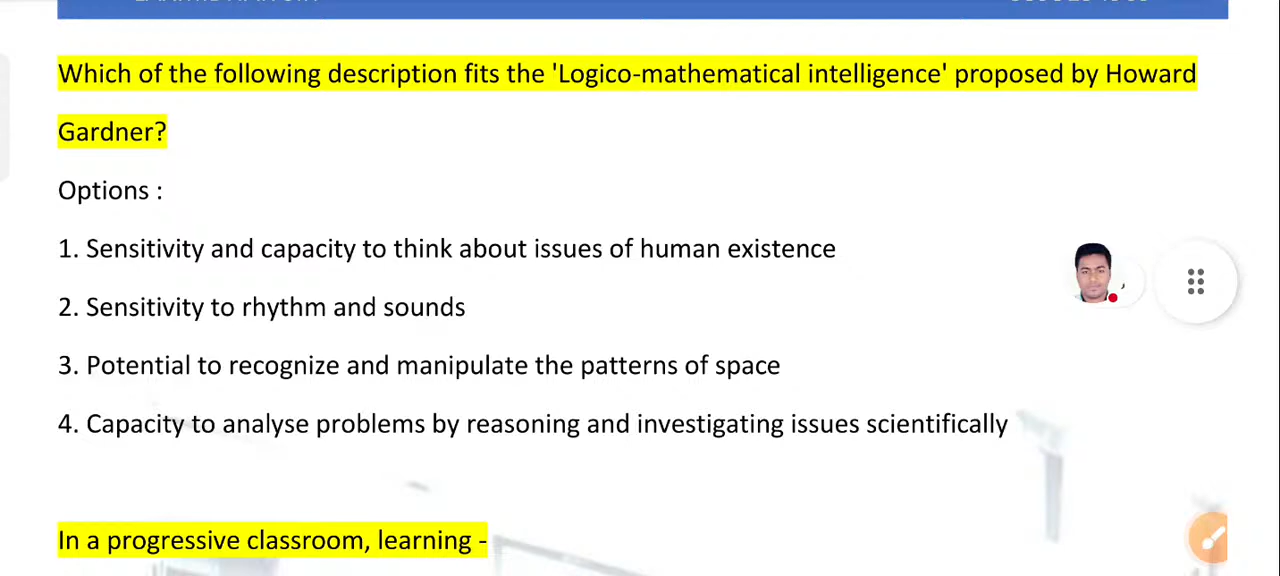 Which of the following description fits the 'Logico-mathematical intelligence' proposed by Howard
Gardner?
Options :
1. Sensitivity and capacity to think about issues of human existence
2. Sensitivity to rhythm and sounds
3. Potential to recognize and manipulate the patterns of space
4. Capacity to analyse problems by reasoning and investigating issues scientifically
In a progressive classroom, learning -